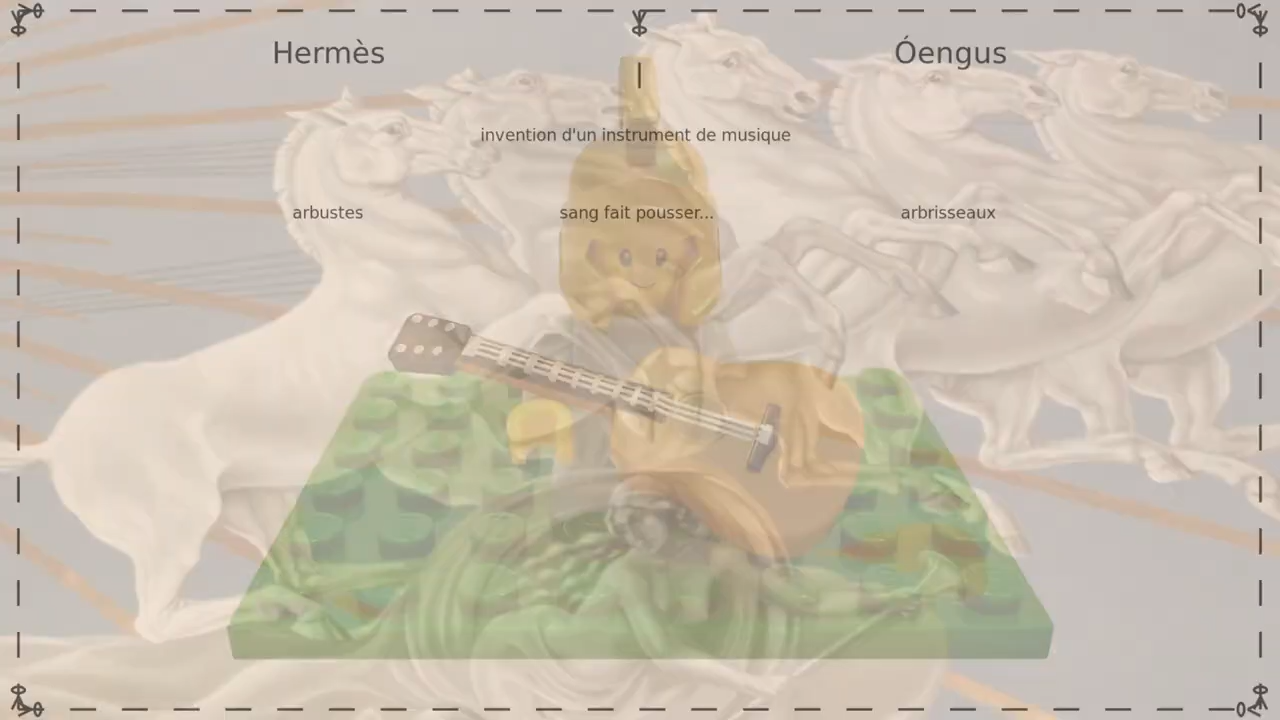 Hermès
Óengus
invention d'un instrument de musique
arbustes
sang fait pousser...
arbrisseaux